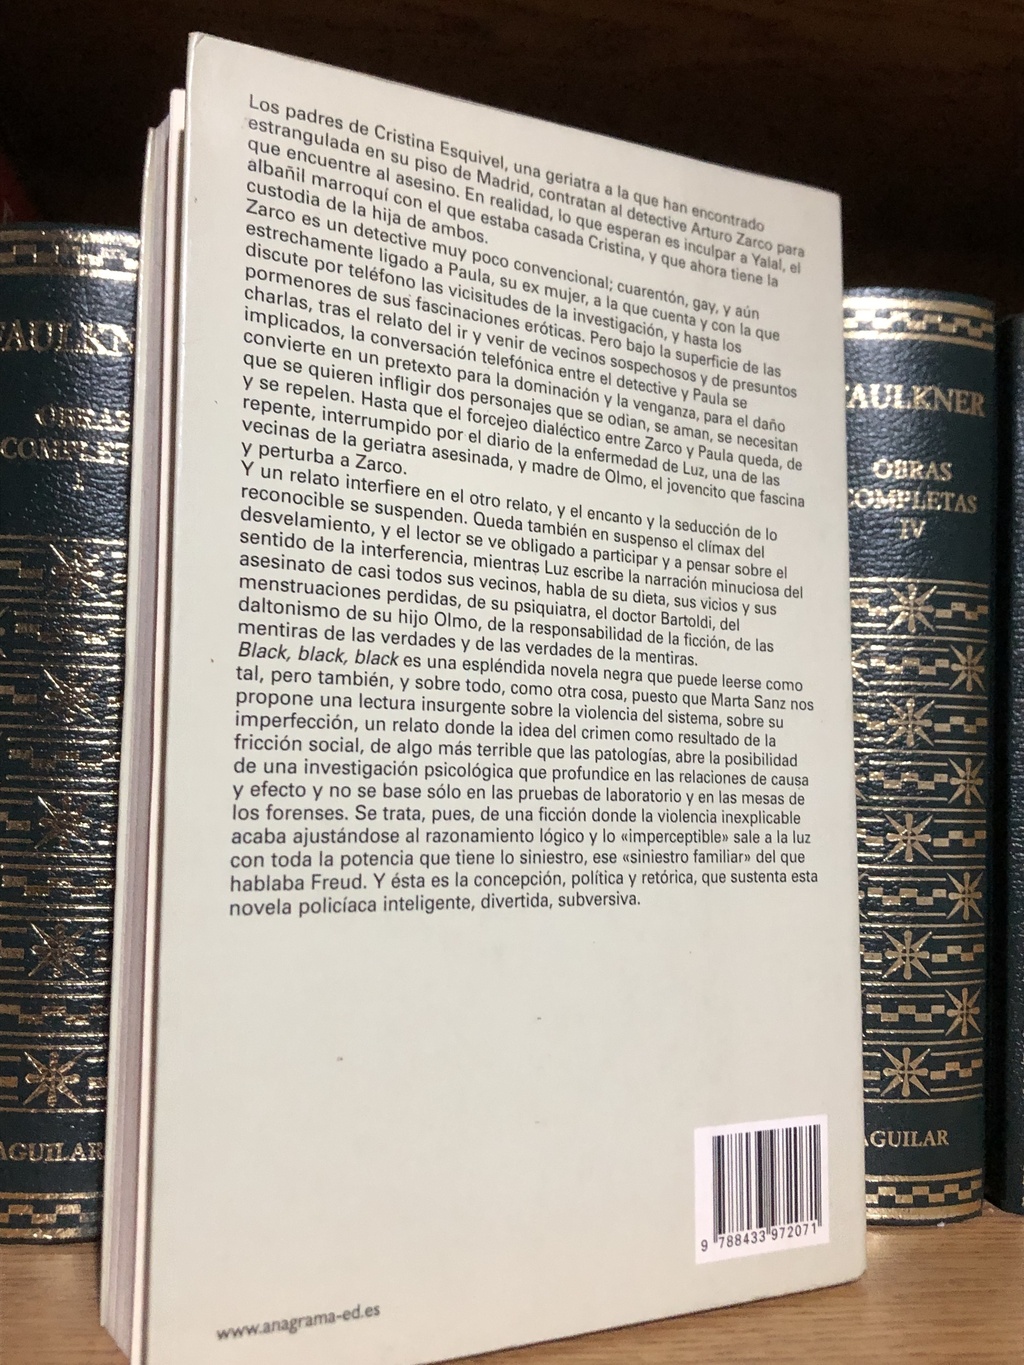 Los padres de Cristina Esquivel, una geriatra a la que han encontrado
estrangulada en su piso de Madrid, contratan al detective Arturo Zarco para
que encuentre al asesino. En realidad, lo que esperan es inculpar a Yalal, el
albañil marroquí con el que estaba casada Cristina, y que ahora tiene la
custodia de la hija de ambos.
Zarco es un detective muy poco convencional; cuarentón, gay, y aún
estrechamente ligado a Paula, su ex mujer, a la que cuenta y con la que
discute por teléfono las vicisitudes de la investigación, y hasta los
pormenores de sus fascinaciones eróticas. Pero bajo la superficie de las
charlas, tras el relato del ir y venir de vecinos sospechosos y de presuntos
implicados, la conversación telefónica entre el detective y Paula se
convierte en un pretexto para la dominación y la venganza, para el daño
que se quieren infligir dos personajes que se odian, se aman, se necesitan
y se repelen. Hasta que el forcejeo dialéctico entre Zarco y Paula queda, de
repente, interrumpido por el diario de la enfermedad de Luz, una de las
vecinas de la geriatra asesinada, y madre de Olmo, el jovencito que fascina
y perturba a Zarco.
Y un relato interfiere en el otro relato, y el encanto y la seducción de lo
reconocible se suspenden. Queda también en suspenso el clímax del
desvelamiento, y el lector se ve obligado a participar y a pensar sobre el
sentido de la interferencia, mientras Luz escribe la narración minuciosa del
asesinato de casi todos sus vecinos, habla de su dieta, sus vicios y sus
menstruaciones perdidas, de su psiquiatra, el doctor Bartoldi, del
daltonismo de su hijo Olmo, de la responsabilidad de la ficción, de las
mentiras de las verdades y de las verdades de la mentiras.
Black, black, black es una espléndida novela negra que puede leerse como
tal, pero también, y sobre todo, como otra cosa, puesto que Marta Sanz nos
propone una lectura insurgente sobre la violencia del sistema, sobre su
imperfección, un relato donde la idea del crimen como resultado de la
fricción social, de algo más terrible que las patologías, abre la posibilidad
de una investigación psicológica que profundice en las relaciones de causa
y efecto y no se base sólo en las pruebas de laboratorio y en las mesas de
los forenses. Se trata, pues, de una ficción donde la violencia inexplicable
acaba ajustándose al razonamiento lógico y lo «imperceptible» sale a la luz
con toda la potencia que tiene lo siniestro, ese «siniestro familiar» del que
hablaba Freud. Y ésta es la concepción, política y retórica, que sustenta esta
novela policíaca inteligente, divertida, subversiva.
9 788433 972071
www.anagrama-ed.es
FAULKN
OBRAS
COMPLET
I
AGUILAR
AULKNER
OBRAS
COMPLETAS
IV
AGUILAR